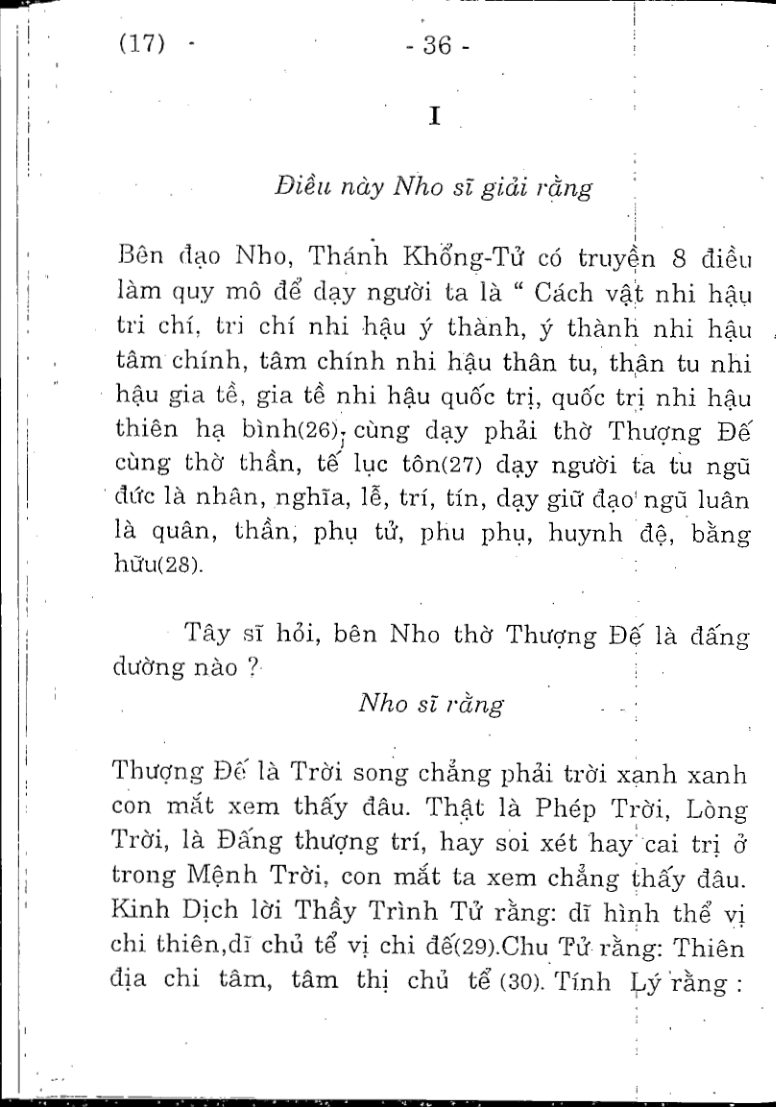 (17)
- 36 -
I
Điều này Nho sĩ giải rằng
Bên đạo Nho, Thánh Khổng-Tử có truyền 8 điều
làm quy mô để dạy người ta là “ Cách vật nhi hậu
tri chí, tri chí nhi hậu ý thành, ý thành nhi hậu
tâm chính, tâm chính nhi hậu thân tu, thân tu nhi
hậu gia tề, gia tề nhi hậu quốc trị, quốc trị nhi hậu
thiên hạ bình(26); cùng dạy phải thờ Thượng Đế
cùng thờ thần, tế lục tôn(27) dạy người ta tu ngũ
đức là nhân, nghĩa, lễ, trí, tín, dạy giữ đạo ngũ luân
là quân, thần, phụ tử, phu phụ, huynh đệ, bằng
hữu(28).
Tây sĩ hỏi, bên Nho thờ Thượng Đế là đấng
dường nào ?
Nho sĩ rằng
Thượng Đế là Trời song chẳng phải trời xanh xanh
con mắt xem thấy đâu. Thật là Phép Trời, Lòng
Trời, là Đấng thượng trí, hay soi xét hay cai trị ở
trong Mệnh Trời, con mắt ta xem chẳng thấy đâu.
Kinh Dịch lời Thầy Trình Tử rằng: dĩ hình thể vị
chi thiên,dĩ chủ tể vị chi đế(29).Chu Tử rằng: Thiên
địa chi tâm, tâm thị chủ tể (30). Tính Lý rằng :